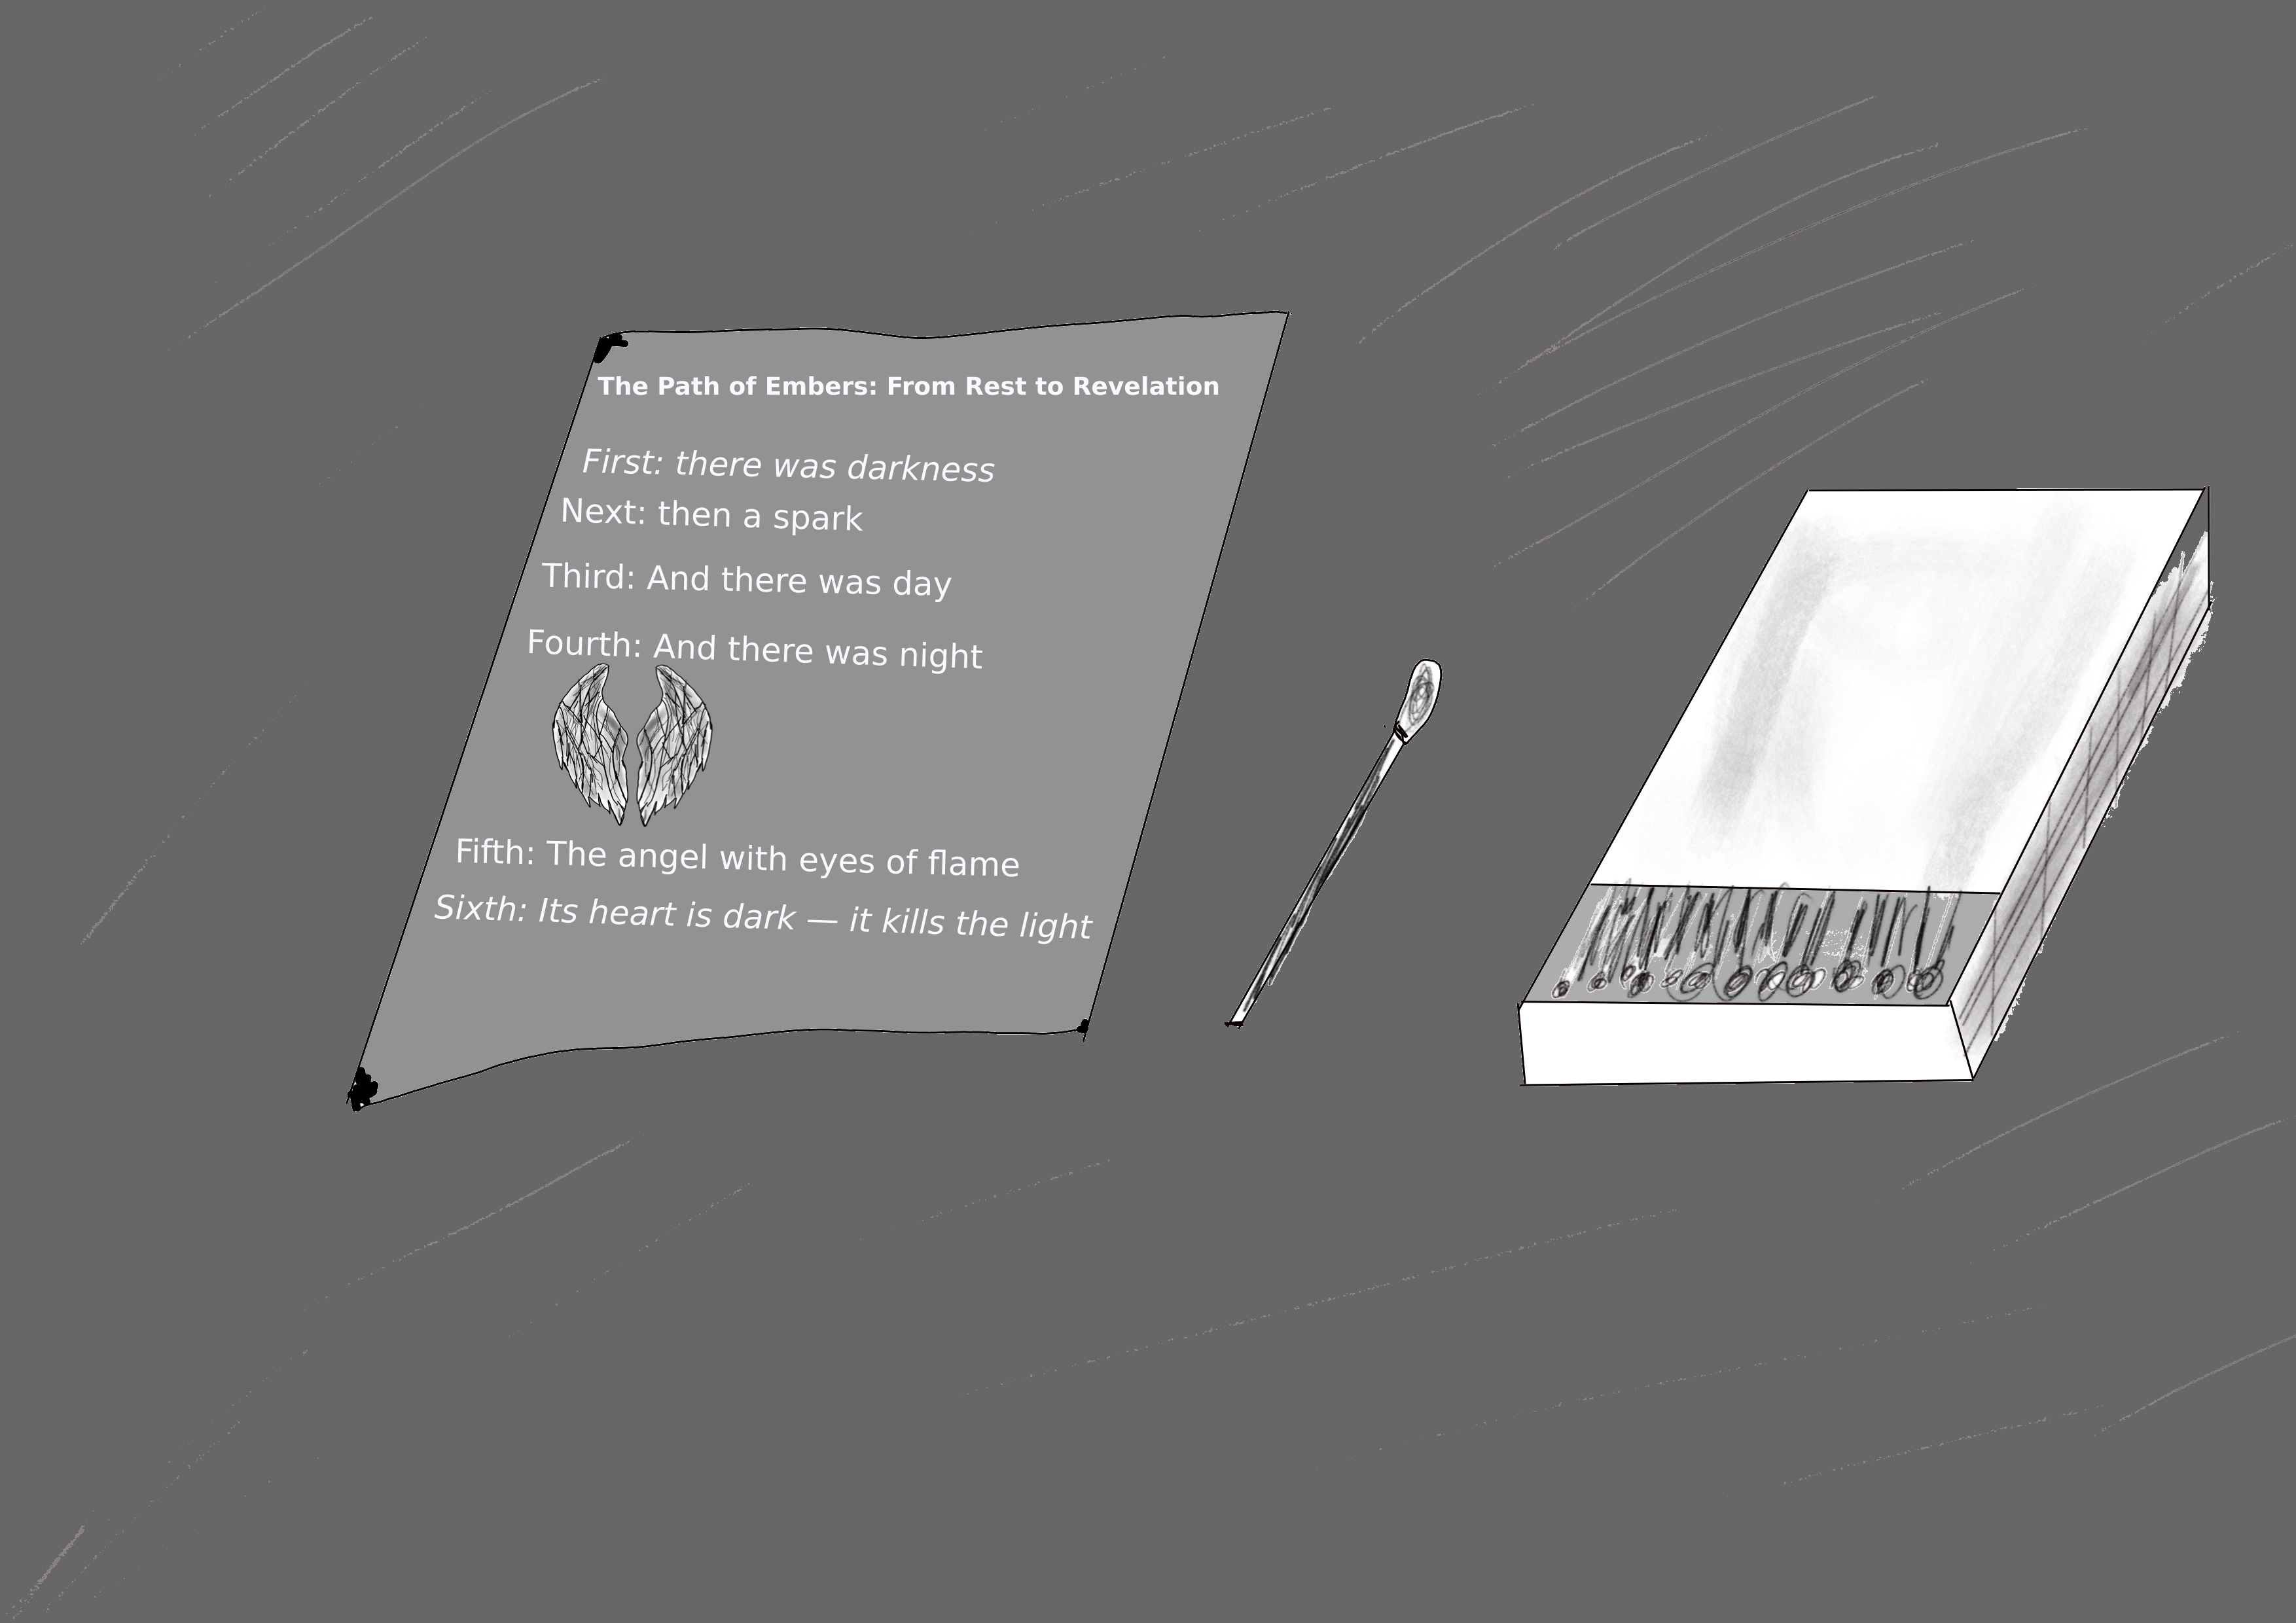 The Path of Embers: From Rest to Revelation
First: there was darkness
Next: then a spark
Third: And there was day
Fourth: And there was night
Fifth: The angel with eyes of flame
Sixth: Its heart is dark — it kills the light